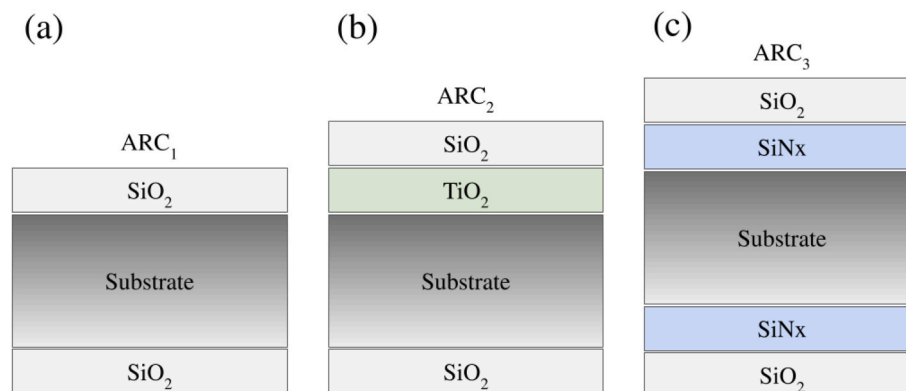 (a)
ARC₁
SiO₂
Substrate
SiO₂
(b)
ARC₂
SiO₂
TiO₂
Substrate
SiO₂
(c)
ARC₃
SiO₂
SiNx
Substrate
SiNx
SiO₂